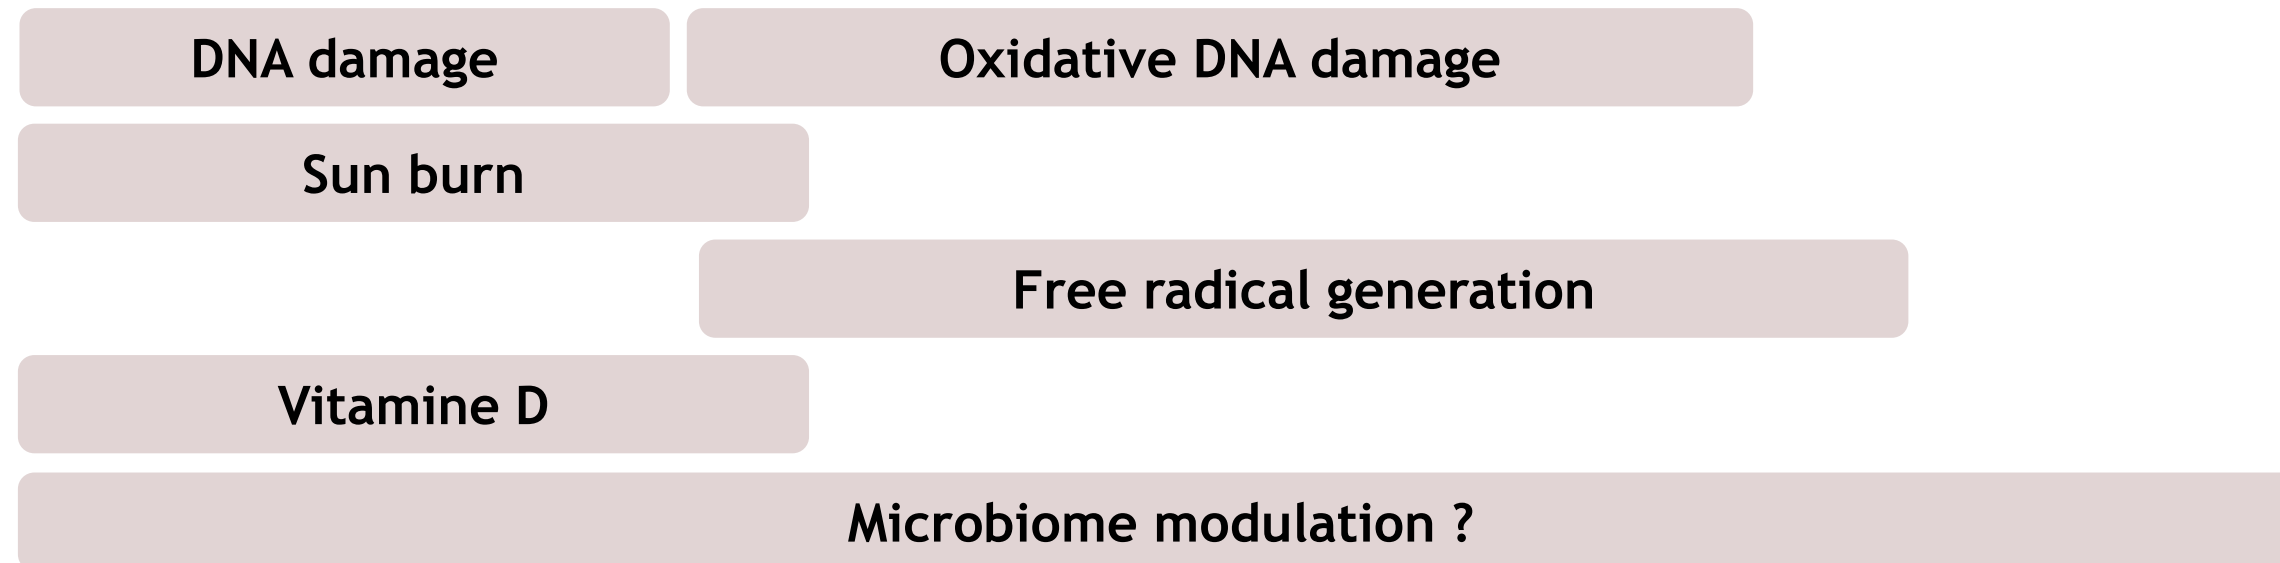 DNA damage
Oxidative DNA damage
Sun burn
Free radical generation
Vitamine D
Microbiome modulation ?